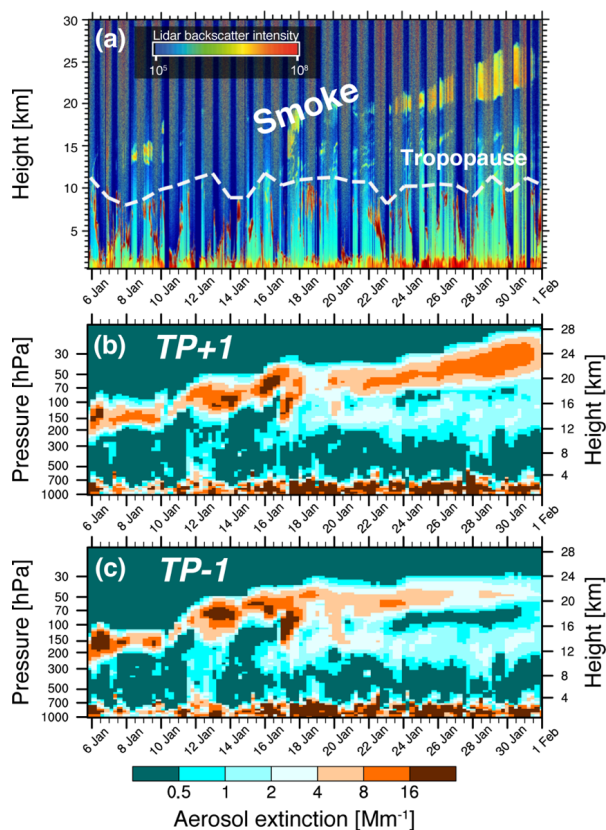 (a)
Lidar backscatter intensity
10⁵ 10⁸
Smoke
Tropopause
Height [km]
30
25
20
15
10
5
6 Jan 8 Jan 10 Jan 12 Jan 14 Jan 16 Jan 18 Jan 20 Jan 22 Jan 24 Jan 26 Jan 28 Jan 30 Jan 1 Feb
(b) TP+1
Pressure [hPa]
30
50
70
100
150
200
300
500
700
1000
28
24
20
16
12
8
4
Height [km]
6 Jan 8 Jan 10 Jan 12 Jan 14 Jan 16 Jan 18 Jan 20 Jan 22 Jan 24 Jan 26 Jan 28 Jan 30 Jan 1 Feb
(c) TP-1
Pressure [hPa]
30
50
70
100
150
200
300
500
700
1000
28
24
20
16
12
8
4
Height [km]
6 Jan 8 Jan 10 Jan 12 Jan 14 Jan 16 Jan 18 Jan 20 Jan 22 Jan 24 Jan 26 Jan 28 Jan 30 Jan 1 Feb
0.5 1 2 4 8 16
Aerosol extinction [Mm⁻¹]